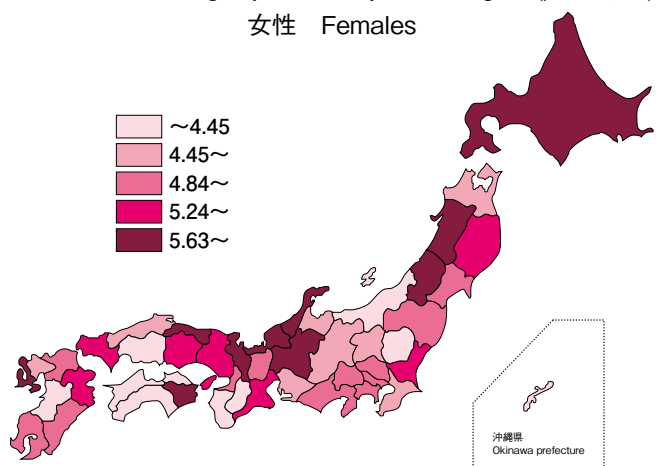 女性 Females
～4.45
4.45～
4.84～
5.24～
5.63～
沖縄県
Okinawa prefecture